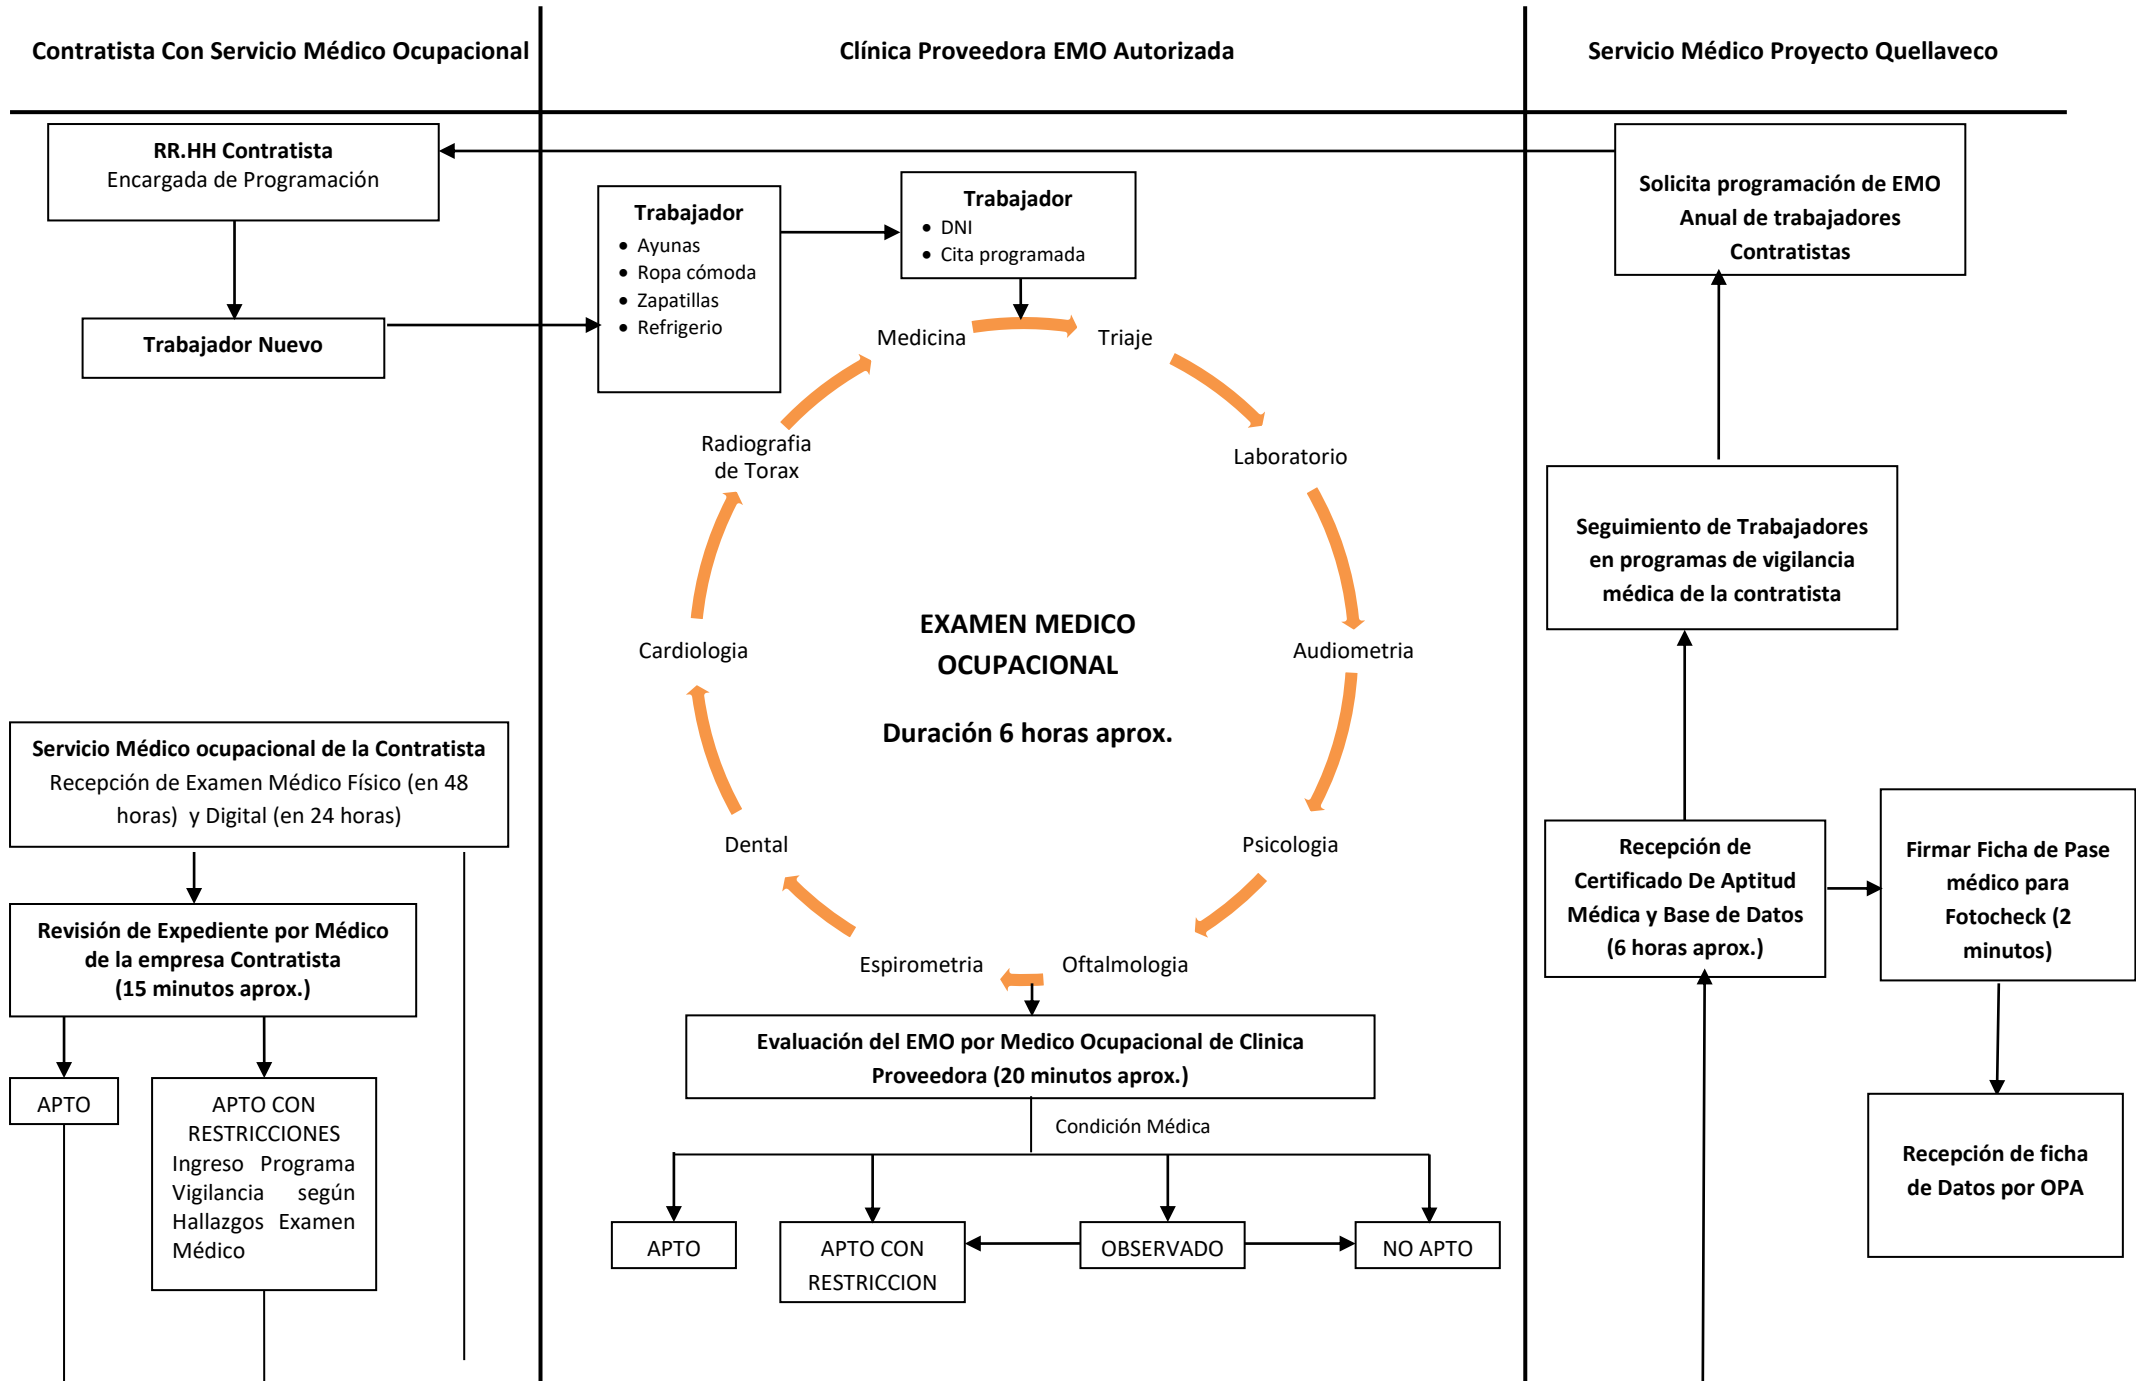 Contratista Con Servicio Médico Ocupacional
Clínica Proveedora EMO Autorizada
Servicio Médico Proyecto Quellaveco
RR.HH Contratista
Encargada de Programación
Trabajador Nuevo
Trabajador
• Ayunas
• Ropa cómoda
• Zapatillas
• Refrigerio
Trabajador
• DNI
• Cita programada
Solicita programación de EMO
Anual de trabajadores
Contratistas
Medicina
Triaje
Laboratorio
Audiometria
Psicologia
Oftalmologia
Espirometria
Dental
Cardiologia
Radiografia
de Torax
EXAMEN MEDICO
OCUPACIONAL
Duración 6 horas aprox.
Seguimiento de Trabajadores
en programas de vigilancia
médica de la contratista
Servicio Médico ocupacional de la Contratista
Recepción de Examen Médico Físico (en 48
horas) y Digital (en 24 horas)
Revisión de Expediente por Médico
de la empresa Contratista
(15 minutos aprox.)
APTO
APTO CON
RESTRICCIONES
Ingreso Programa
Vigilancia según
Hallazgos Examen
Médico
Evaluación del EMO por Medico Ocupacional de Clinica
Proveedora (20 minutos aprox.)
Condición Médica
APTO
APTO CON
RESTRICCION
OBSERVADO
NO APTO
Recepción de
Certificado De Aptitud
Médica y Base de Datos
(6 horas aprox.)
Firmar Ficha de Pase
médico para
Fotocheck (2
minutos)
Recepción de ficha
de Datos por OPA